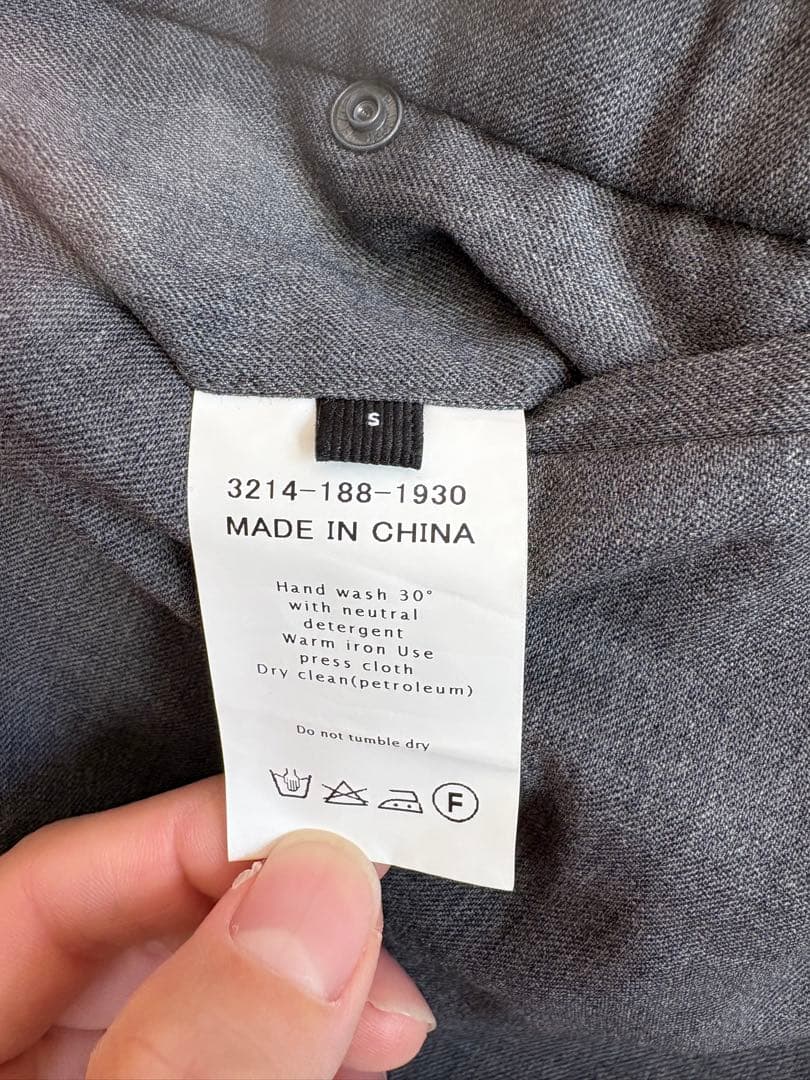 S
3214-188-1930
MADE IN CHINA
Hand wash 30°
with neutral
detergent
Warm iron Use
press cloth
Dry clean(petroleum)
Do not tumble dry
F